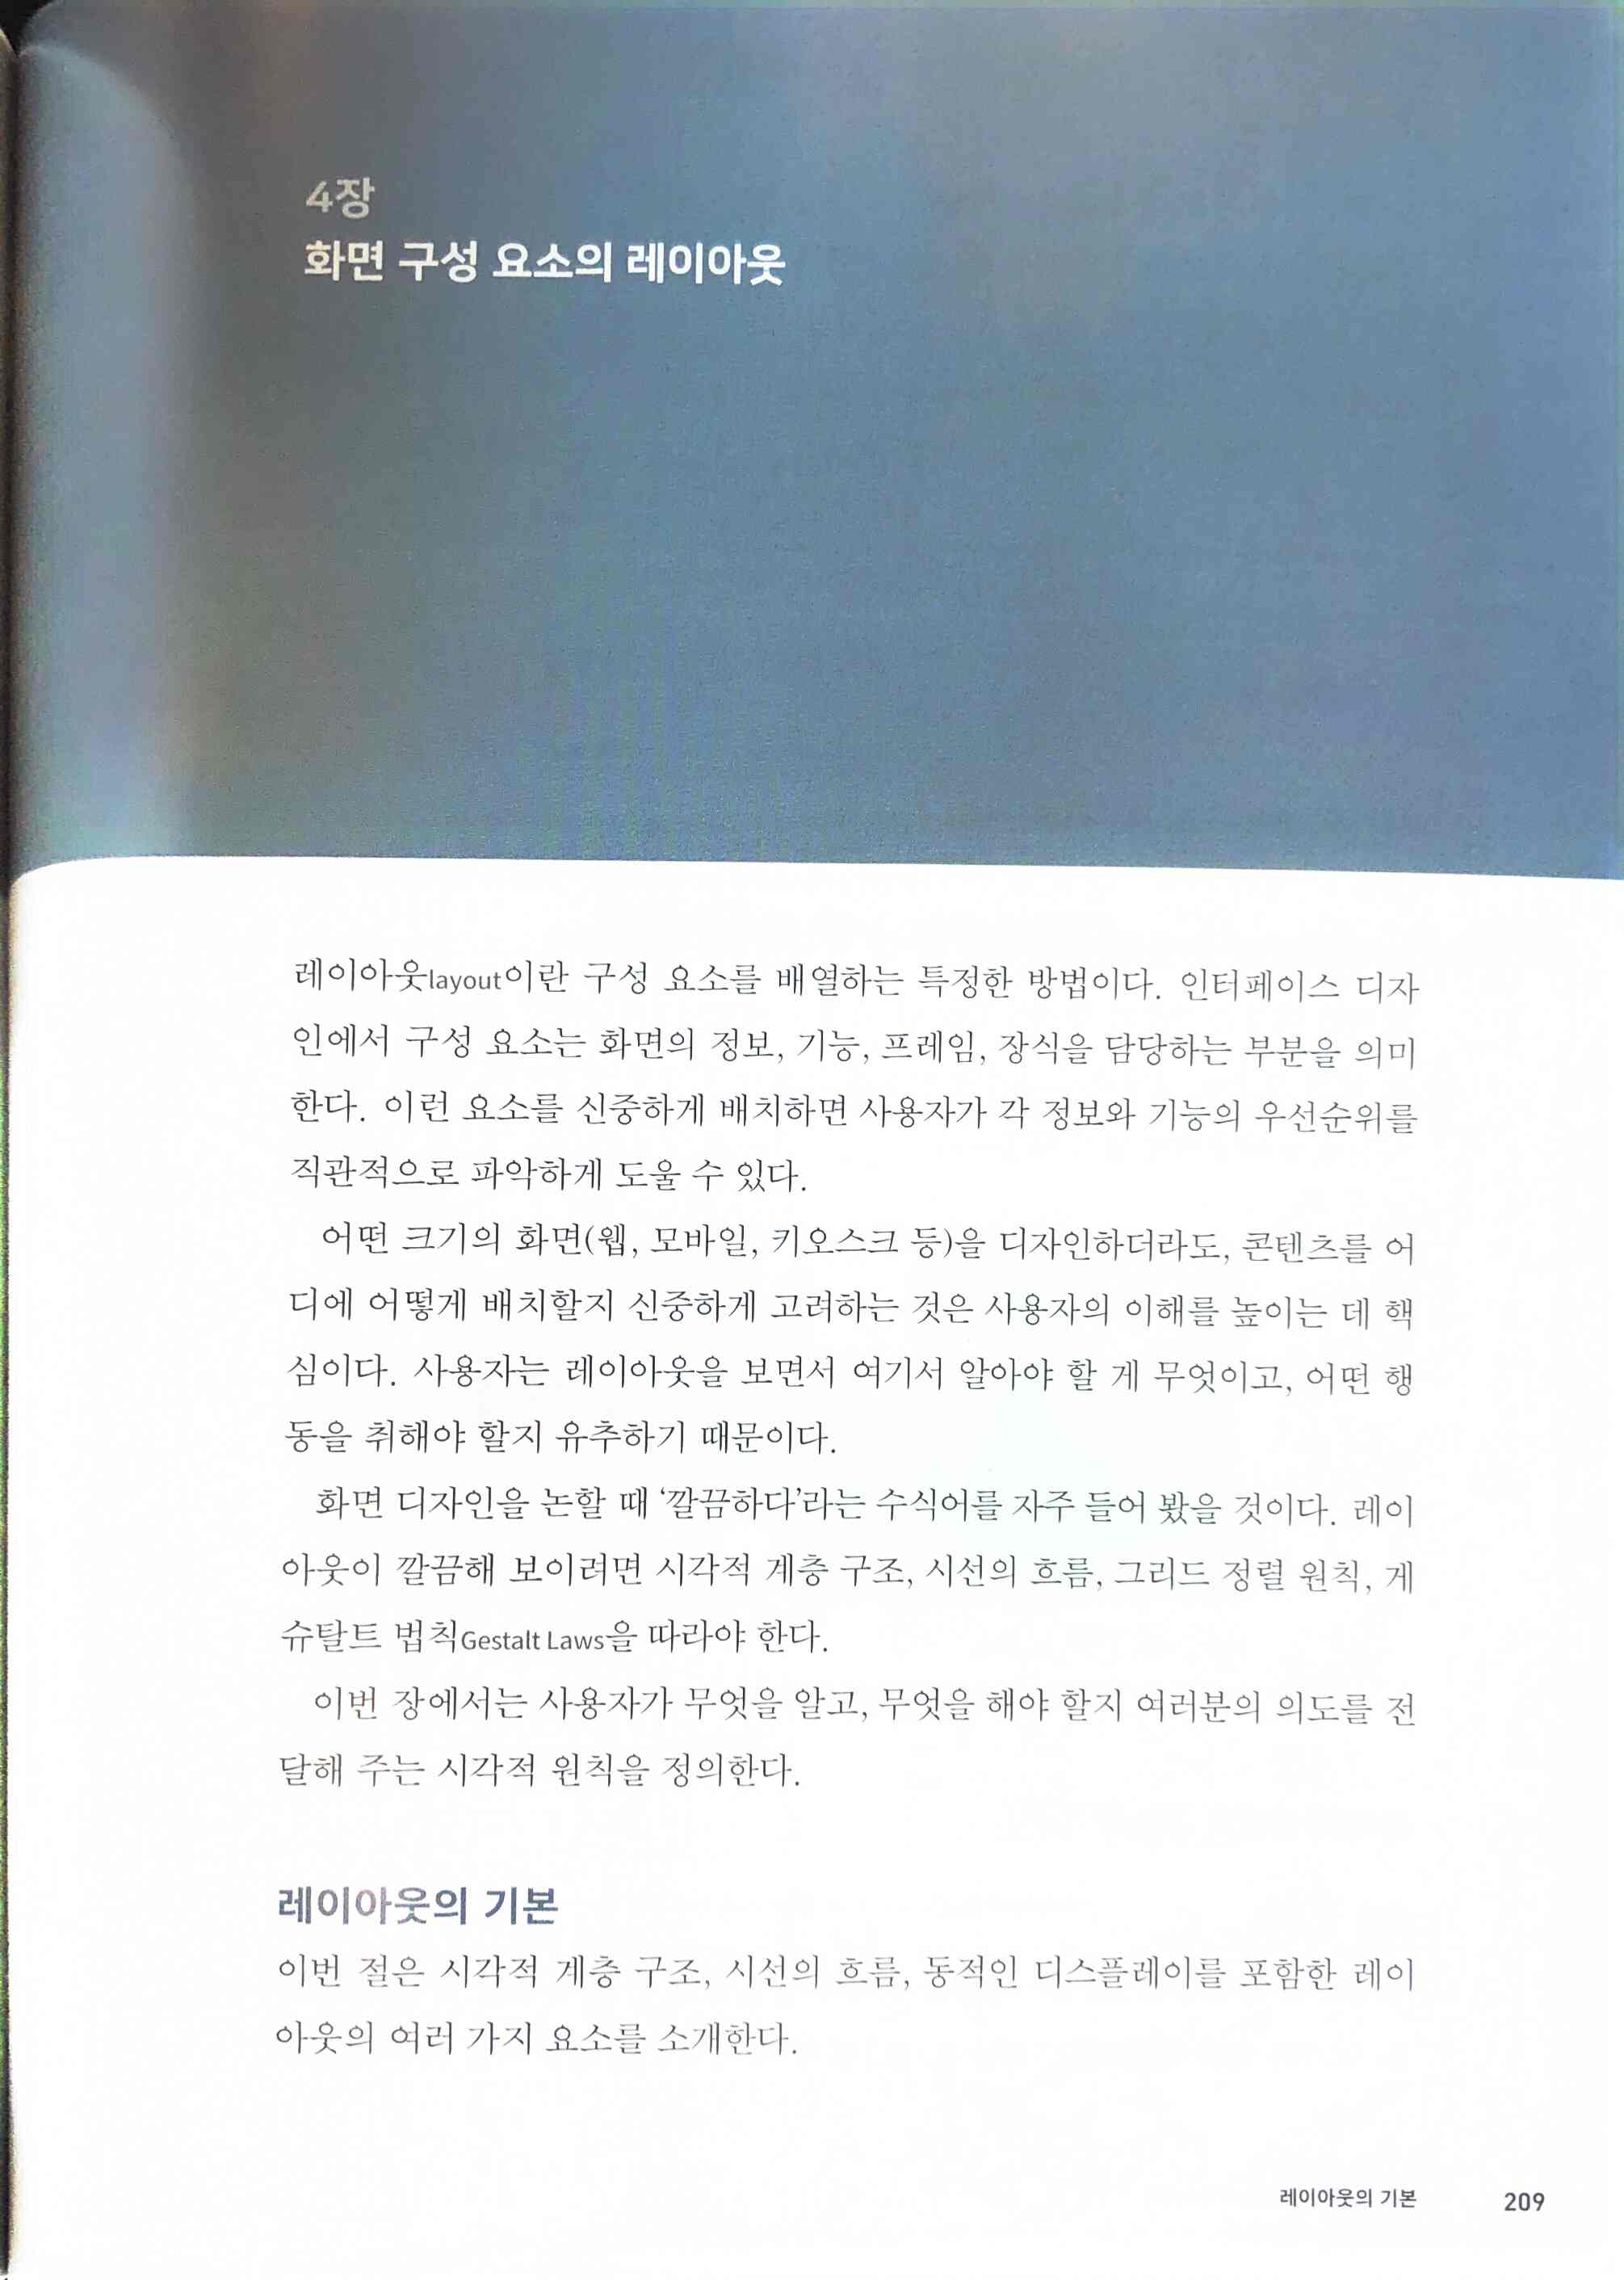 4장
화면 구성 요소의 레이아웃
레이아웃layout이란 구성 요소를 배열하는 특정한 방법이다. 인터페이스 디자
인에서 구성 요소는 화면의 정보, 기능, 프레임, 장식을 담당하는 부분을 의미
한다. 이런 요소를 신중하게 배치하면 사용자가 각 정보와 기능의 우선순위를
직관적으로 파악하게 도울 수 있다.
어떤 크기의 화면(웹, 모바일, 키오스크 등)을 디자인하더라도, 콘텐츠를 어
디에 어떻게 배치할지 신중하게 고려하는 것은 사용자의 이해를 높이는 데 핵
심이다. 사용자는 레이아웃을 보면서 여기서 알아야 할 게 무엇이고, 어떤 행
동을 취해야 할지 유추하기 때문이다.
화면 디자인을 논할 때 ‘깔끔하다’라는 수식어를 자주 들어 봤을 것이다. 레이
아웃이 깔끔해 보이려면 시각적 계층 구조, 시선의 흐름, 그리드 정렬 원칙, 게
슈탈트 법칙Gestalt Laws을 따라야 한다.
이번 장에서는 사용자가 무엇을 알고, 무엇을 해야 할지 여러분의 의도를 전
달해 주는 시각적 원칙을 정의한다.
레이아웃의 기본
이번 절은 시각적 계층 구조, 시선의 흐름, 동적인 디스플레이를 포함한 레이
아웃의 여러 가지 요소를 소개한다.
레이아웃의 기본 209